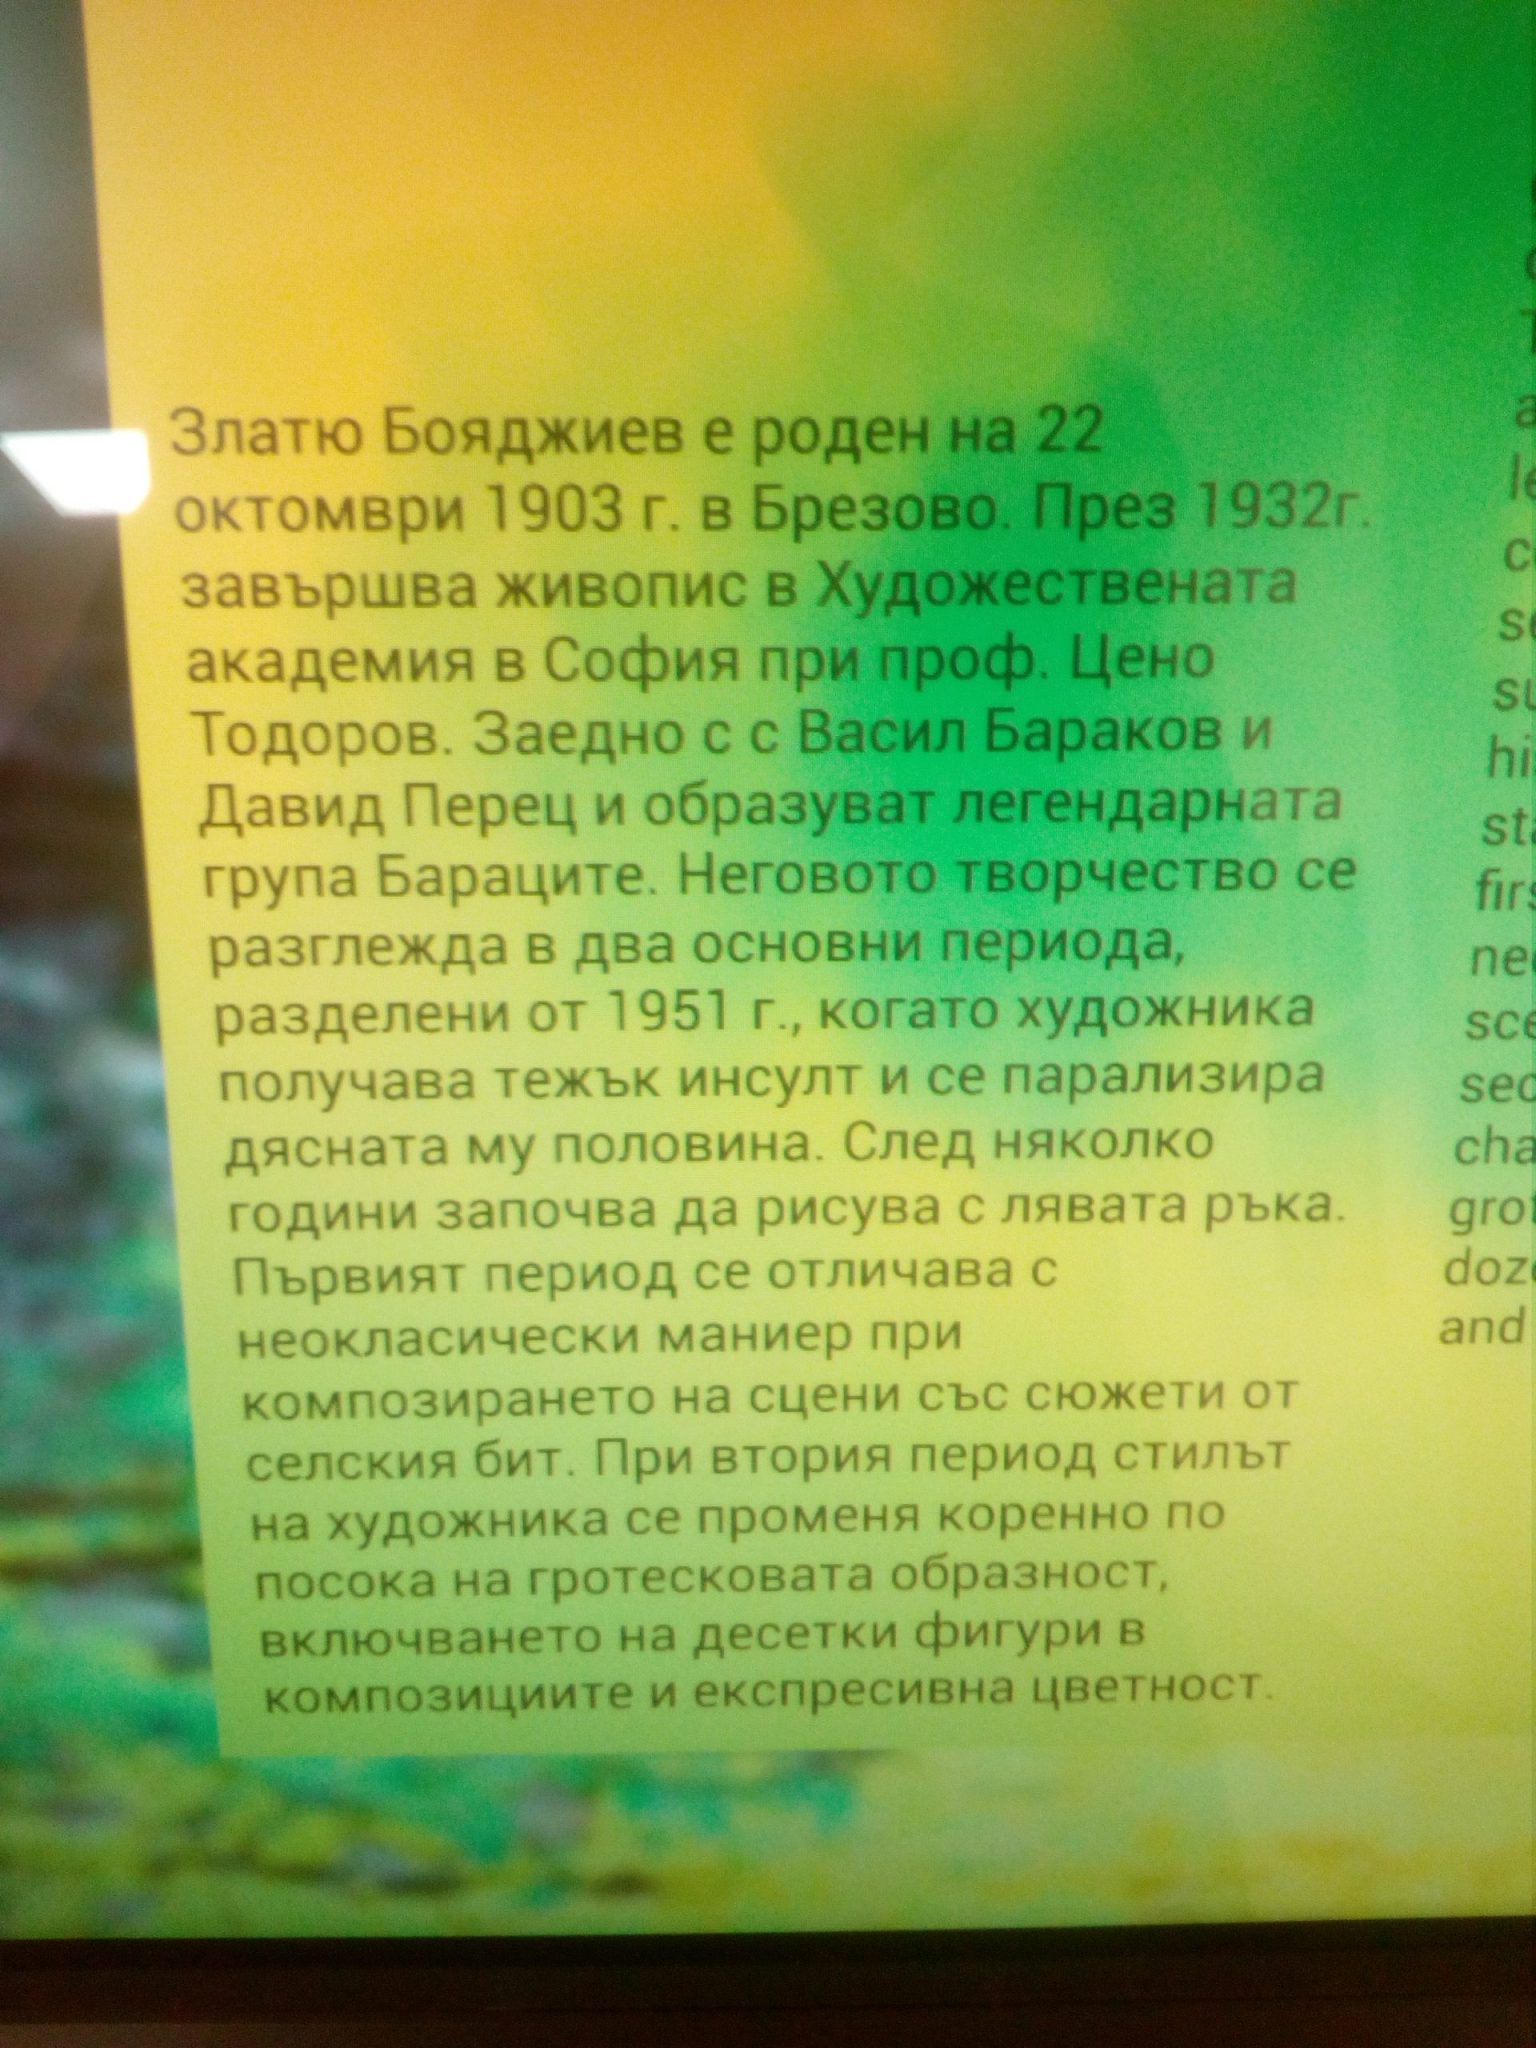 Златю Бояджиев е роден на 22
октомври 1903 г. в Брезово. През 1932г.
завършва живопис в Художествената
академия в София при проф. Цено
Тодоров. Заедно с с Васил Бараков и
Давид Перец и образуват легендарната
група Бараците. Неговото творчество се
разглежда в два основни периода,
разделени от 1951 г., когато художника
получава тежък инсулт и се парализира
дясната му половина. След няколко
години започва да рисува с лявата ръка.
Първият период се отличава с
неокласически маниер при
композирането на сцени със сюжети от
селския бит. При втория период стилът
на художника се променя коренно по
посока на гротесковата образност,
включването на десетки фигури в
композициите и експресивна цветност.
and